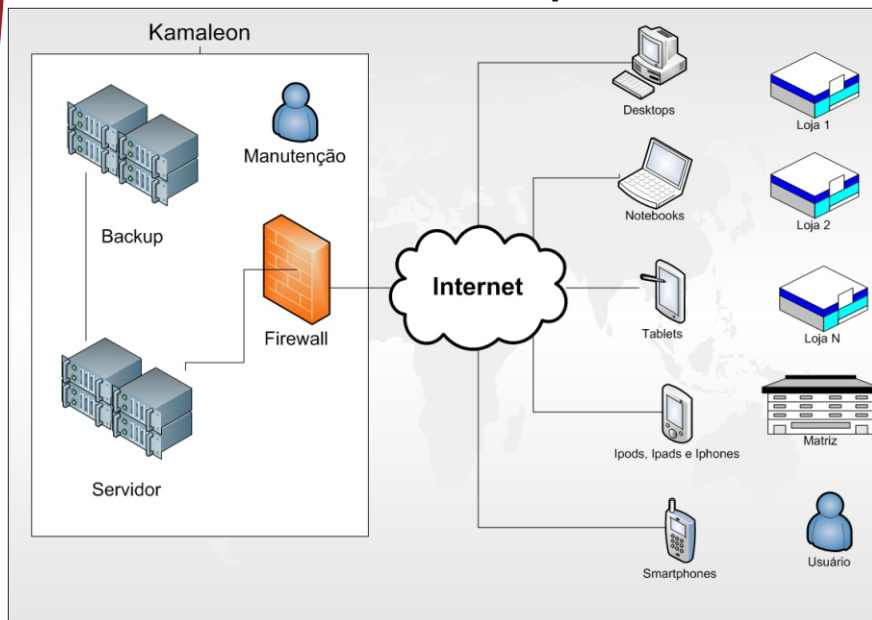 Kamaleon
Backup
Manutenção
Firewall
Servidor
Internet
Desktops
Notebooks
Tablets
Ipods, Ipads e Iphones
Smartphones
Loja 1
Loja 2
Loja N
Matriz
Usuário